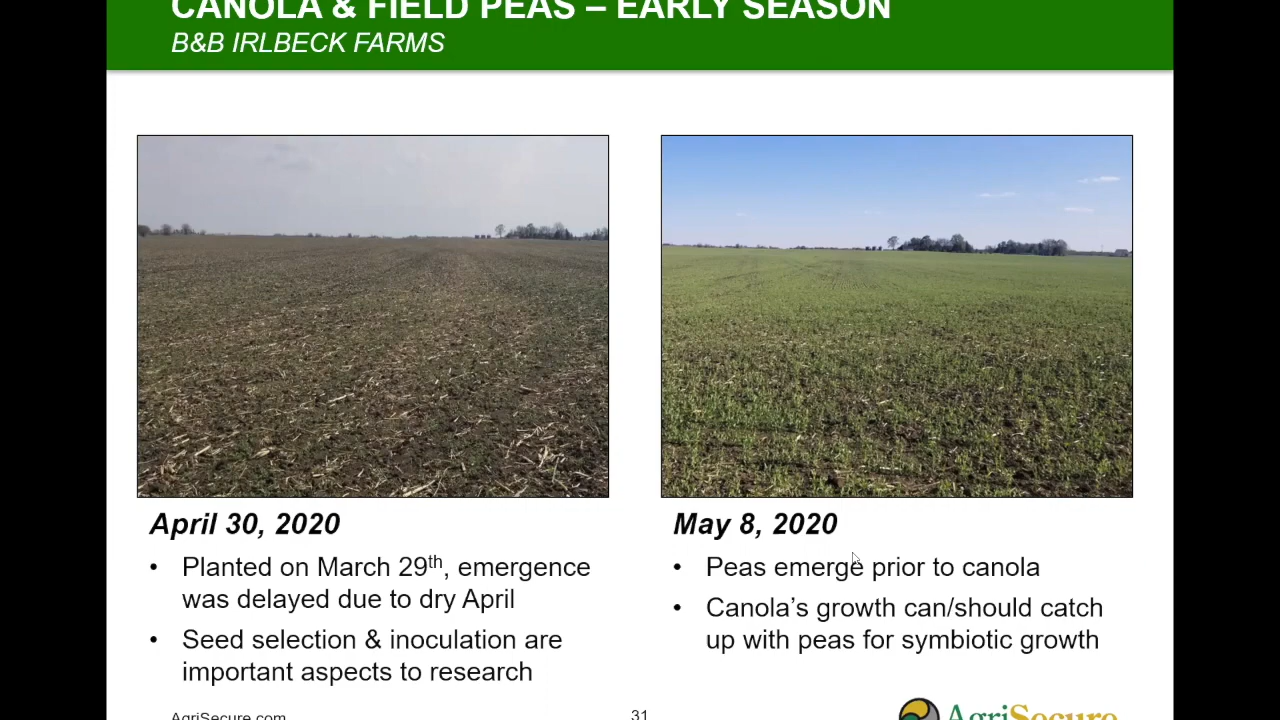 CANOLA & FIELD PEAS – EARLY SEASON
B&B IRLBECK FARMS
April 30, 2020
• Planted on March 29th, emergence
was delayed due to dry April
• Seed selection & inoculation are
important aspects to research
May 8, 2020
• Peas emerge prior to canola
• Canola's growth can/should catch
up with peas for symbiotic growth
AgriSecure.com
31
AgriSecure